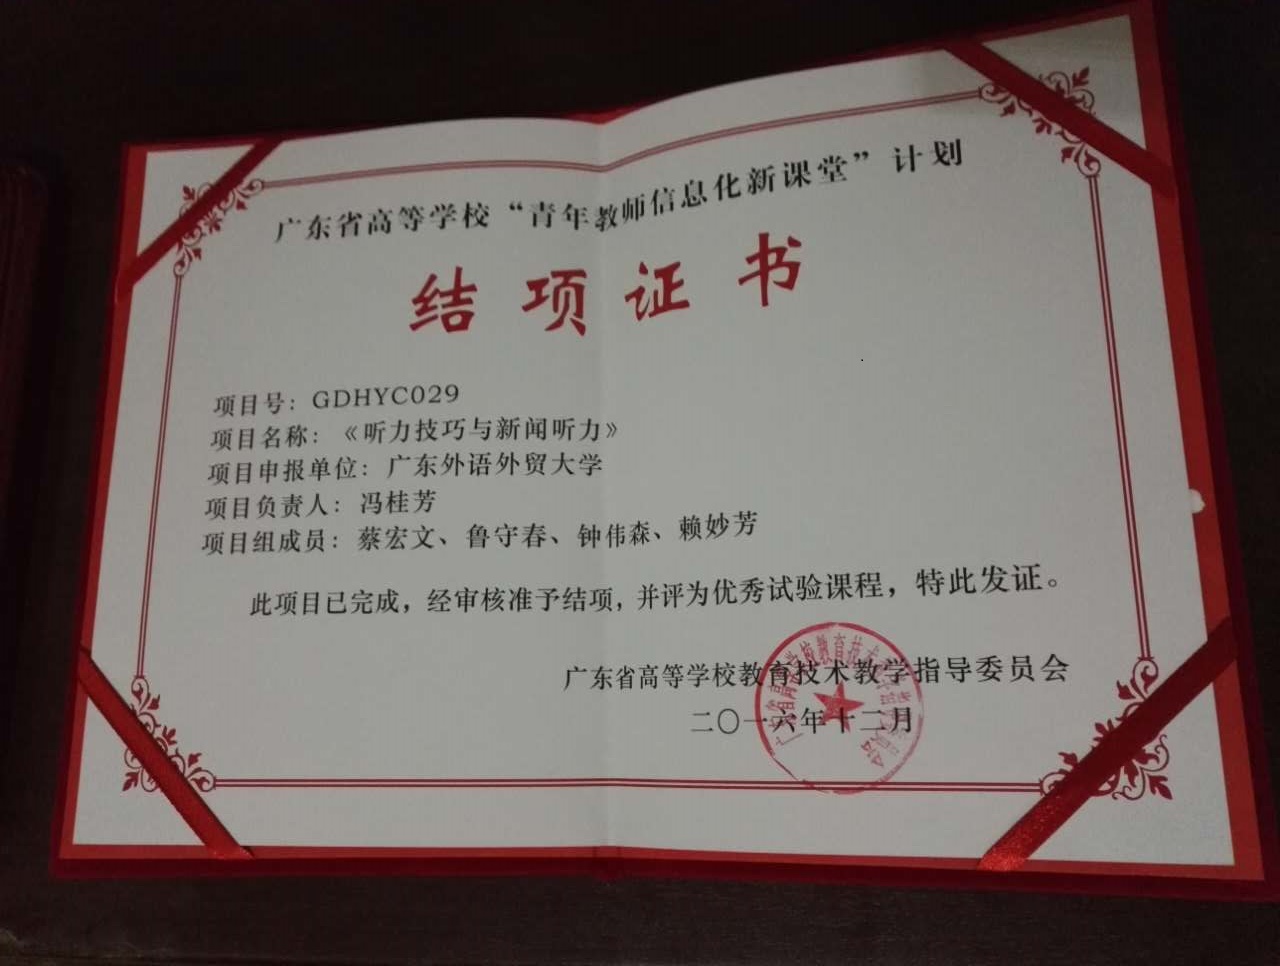 广东省高等学校“青年教师信息化新课堂”计划
结项证书
项目号：GDHYC029
项目名称：《听力技巧与新闻听力》
项目申报单位：广东外语外贸大学
项目负责人：冯桂芳
项目组成员：蔡宏文、鲁守春、钟伟森、赖妙芳
此项目已完成，经审核准予结项，并评为优秀试验课程，特此发证。
广东省高等学校教育技术教学指导委员会
二〇一六年十二月